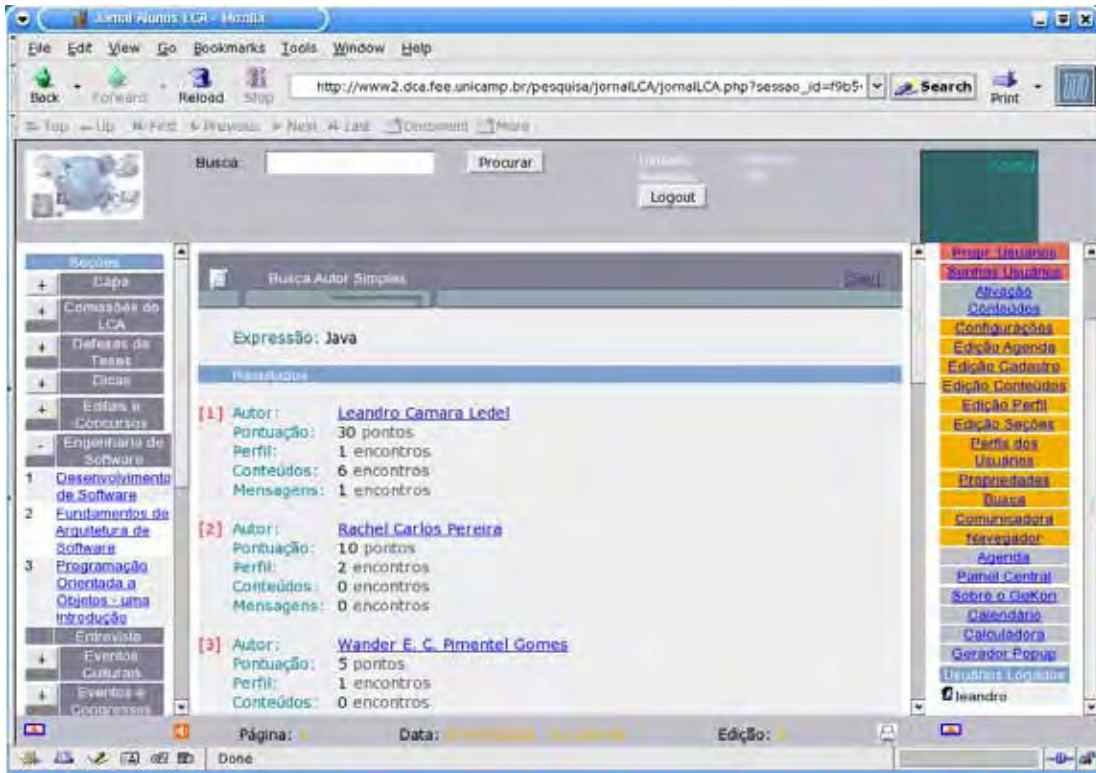 Jornal Alunos LCA - Mozilla
File Edit View Go Bookmarks Tools Window Help
Back Forward Reload Stop http://www2.dca.fee.unicamp.br/pesquisa/jornalLCA/jornalLCA.php?sessao_id=f9b5 Search Print
Top Up First Previous Next Last Document More
Busca: Procurar
Logout
Seções
+ Capa
+ Comissões do
LCA
+ Defesas de
Teses
+ Dicas
+ Editais e
Concursos
- Engenharia de
Software
1 Desenvolvimento
de Software
2 Fundamentos de
Arquitetura de
Software
3 Programação
Orientada a
Objetos - uma
Introdução
Entrevista
+ Eventos
Culturais
+ Eventos e
Congressos
Busca Autor Simples
Expressão: Java
Resultados
[1] Autor: Leandro Camara Ledel
Pontuação: 30 pontos
Perfil: 1 encontros
Conteúdos: 6 encontros
Mensagens: 1 encontros
[2] Autor: Rachel Carlos Pereira
Pontuação: 10 pontos
Perfil: 2 encontros
Conteúdos: 0 encontros
Mensagens: 0 encontros
[3] Autor: Wander E. C. Pimentel Gomes
Pontuação: 5 pontos
Perfil: 1 encontros
Conteúdos: 0 encontros
Propr. Usuários
Senhas Usuários
Ativação
Conteúdos
Configurações
Edição Agenda
Edição Cadastro
Edição Conteúdos
Edição Perfil
Edição Seções
Perfis dos
Usuários
Propriedades
Busca
Comunicadora
Navegador
Agenda
Painel Central
Sobre o GeKon
Calendário
Calculadora
Gerador Popup
Usuários Logados
leandro
Página: Data: Edição:
Done